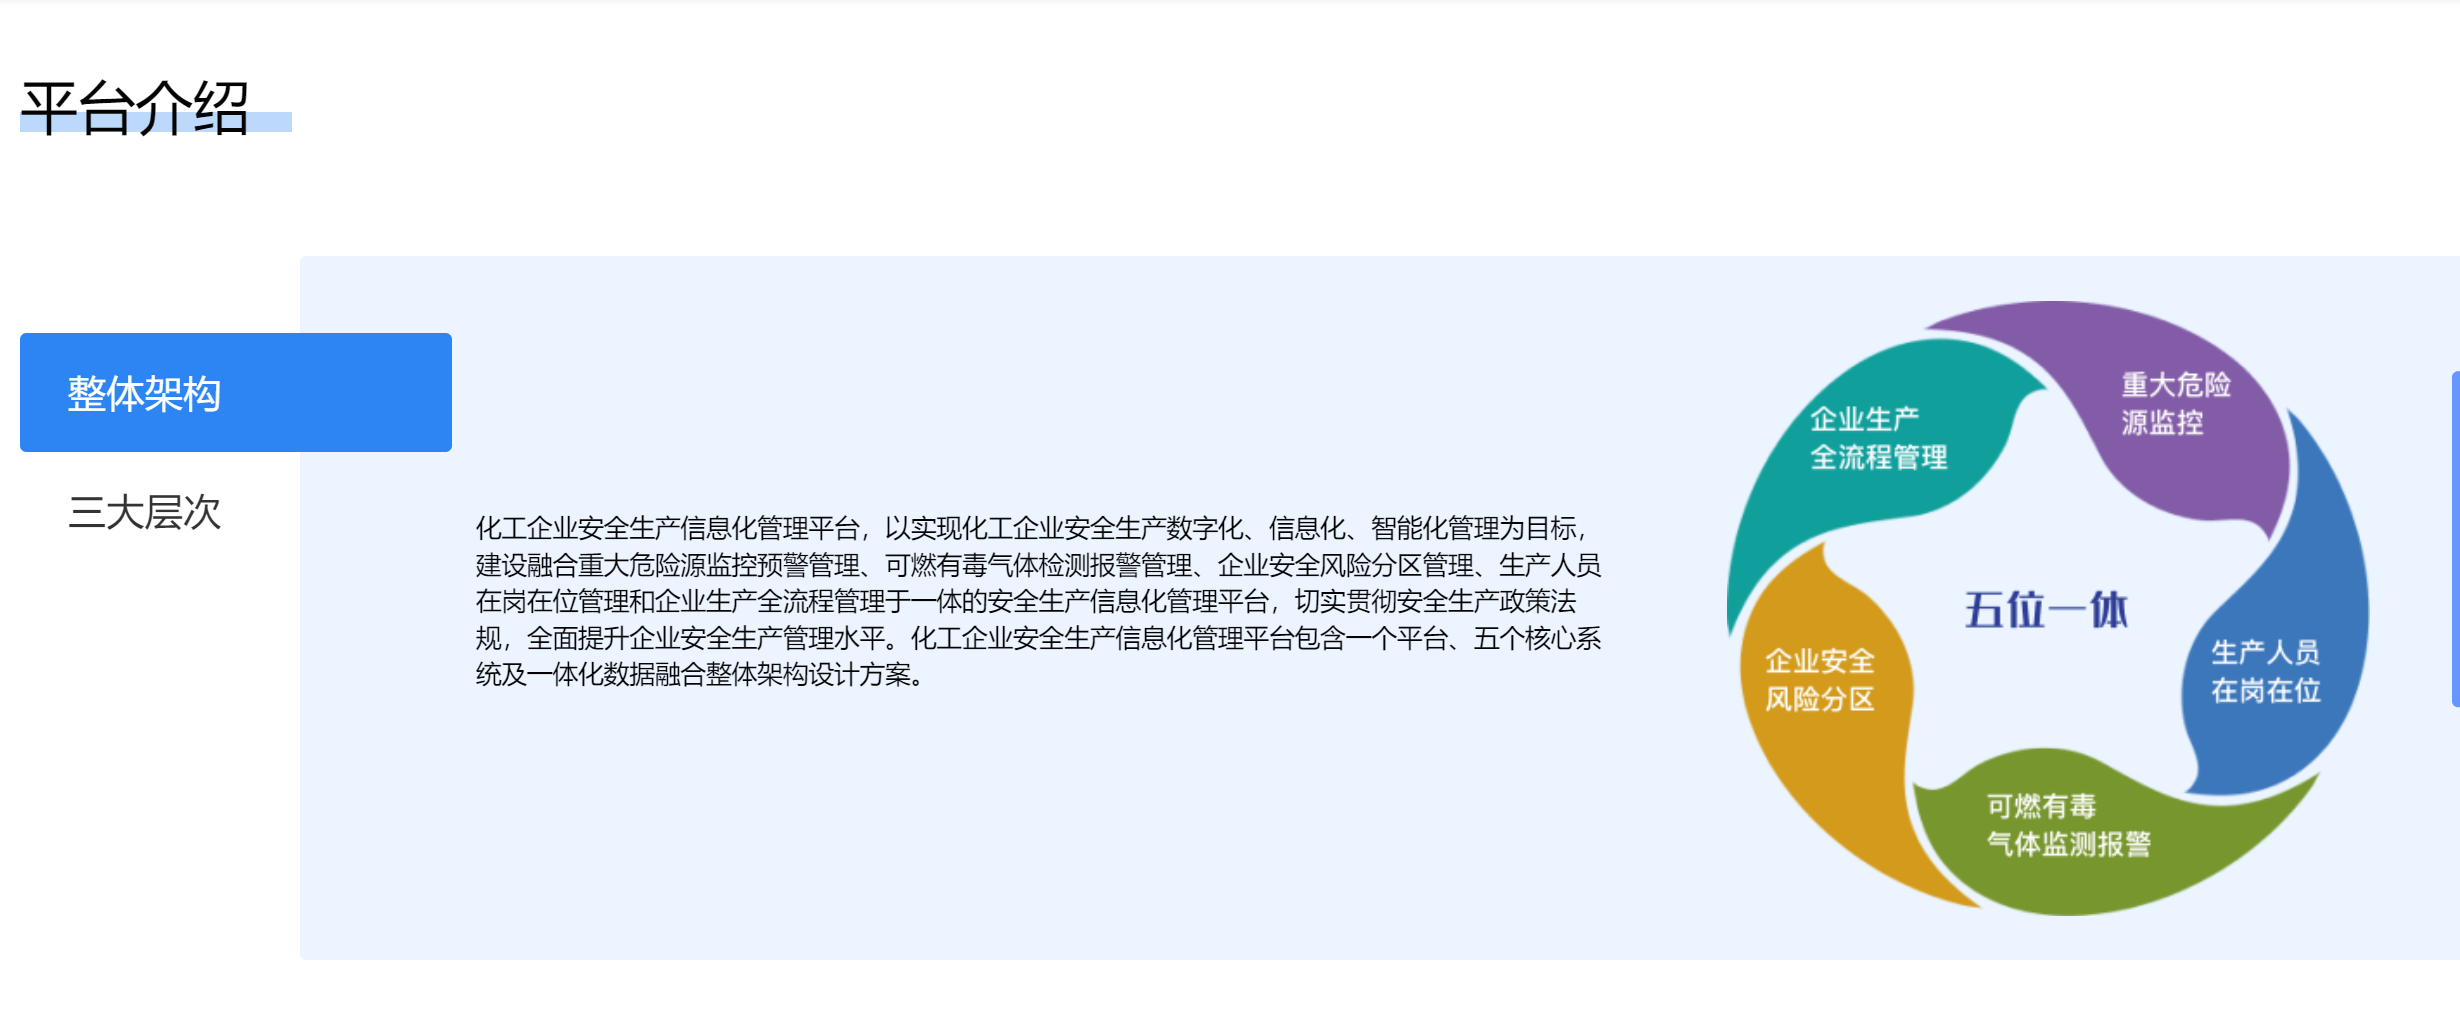 平台介绍
整体架构
三大层次
化工企业安全生产信息化管理平台，以实现化工企业安全生产数字化、信息化、智能化管理为目标，
建设融合重大危险源监控预警管理、可燃有毒气体检测报警管理、企业安全风险分区管理、生产人员
在岗在位管理和企业生产全流程管理于一体的安全生产信息化管理平台，切实贯彻安全生产政策法
规，全面提升企业安全生产管理水平。化工企业安全生产信息化管理平台包含一个平台、五个核心系
统及一体化数据融合整体架构设计方案。
重大危险
源监控
企业生产
全流程管理
五位一体
生产人员
在岗在位
企业安全
风险分区
可燃有毒
气体监测报警